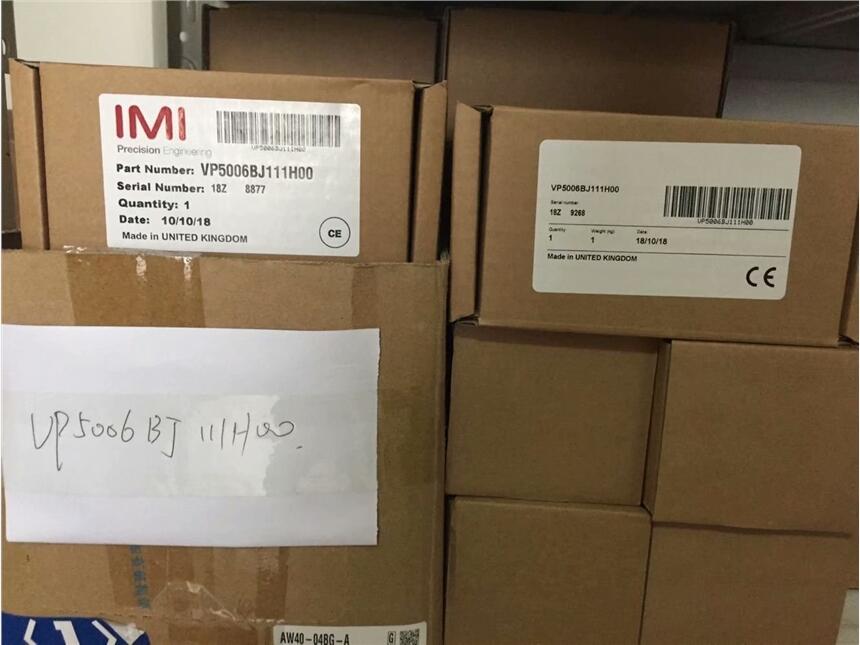 IMI
Precision Engineering
VP5006BJ111H00
Part Number: VP5006BJ111H00
Serial Number: 18Z 8877
Quantity: 1
Date: 10/10/18
Made in UNITED KINGDOM
CE
VP5006BJ111H00
Serial number
18Z 9268
VP5006BJ111H00
Quantity Weight (kg) Date
1 1 18/10/18
Made in UNITED KINGDOM
CE
VP5006BJ111H00
AW40-04BG-A
G